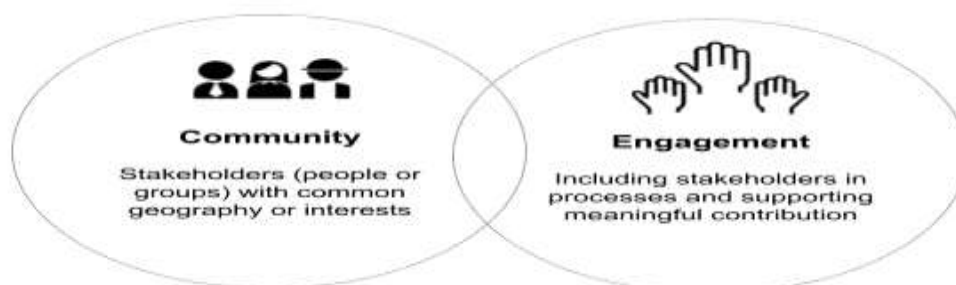 Community
Stakeholders (people or
groups) with common
geography or interests
Engagement
Including stakeholders in
processes and supporting
meaningful contribution